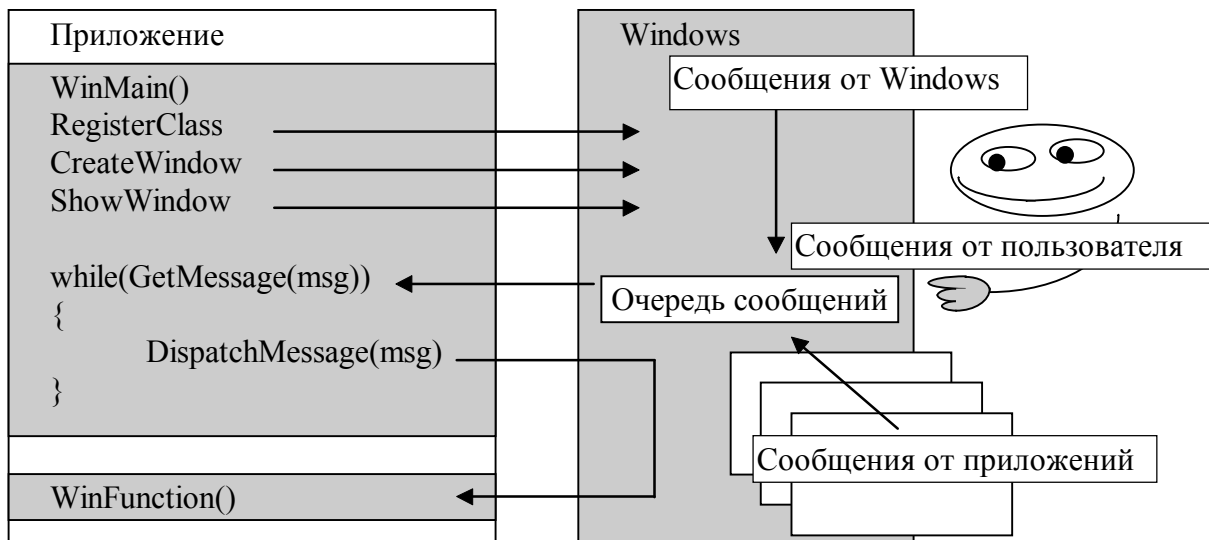 Приложение
WinMain()
RegisterClass
CreateWindow
ShowWindow
while(GetMessage(msg))
{
DispatchMessage(msg)
}
WinFunction()
Windows
Сообщения от Windows
Сообщения от пользователя
Очередь сообщений
Сообщения от приложений